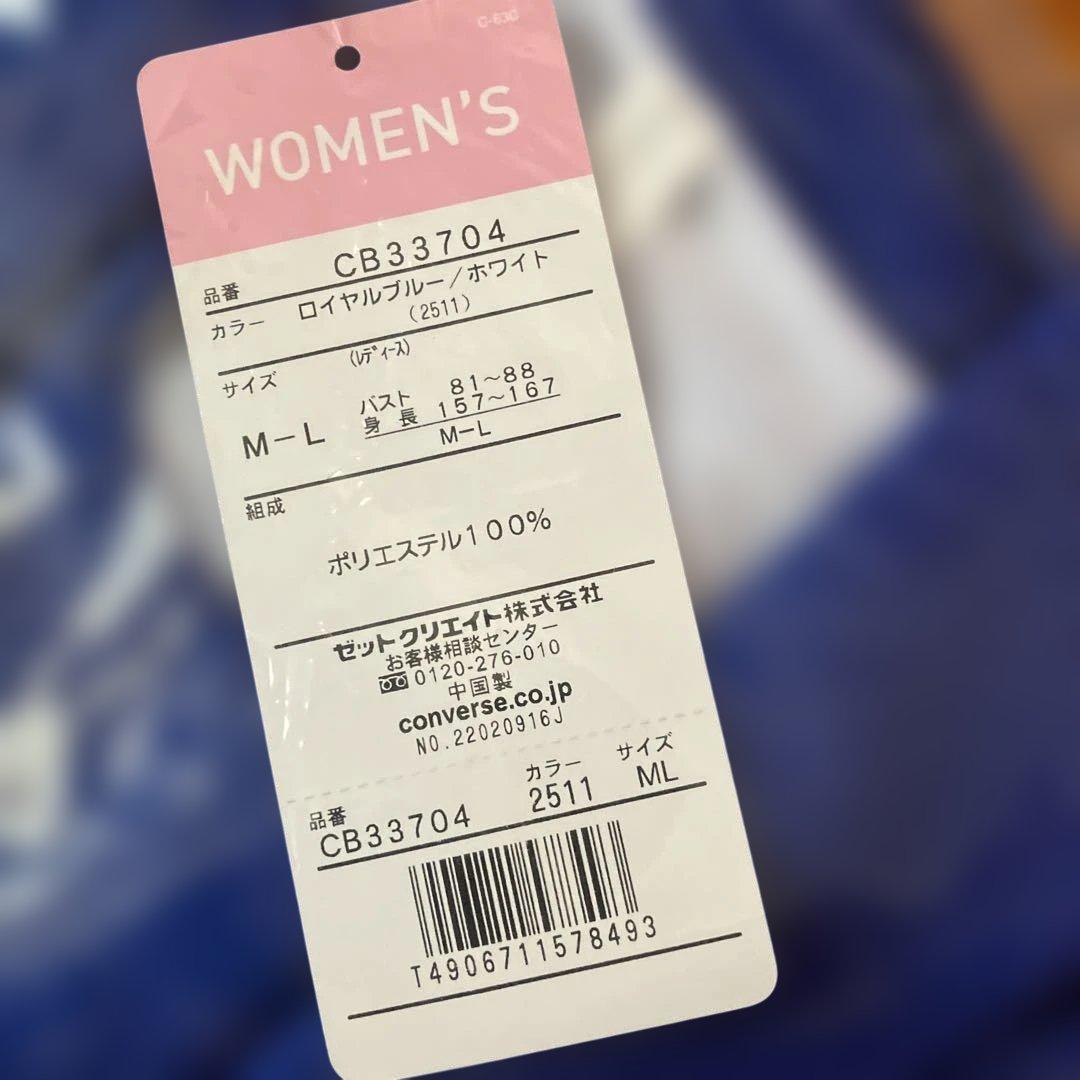 C-63C
WOMEN'S
品番 CB33704
カラー ロイヤルブルー/ホワイト
(2511)
サイズ (レディース)
M-L バスト 81~88
身長 157~167
M-L
組成
ポリエステル100%
ゼットクリエイト株式会社
お客様相談センター
0120-276-010
中国製
converse.co.jp
NO.22020916J
品番 カラー サイズ
CB33704 2511 ML
T4906711578493